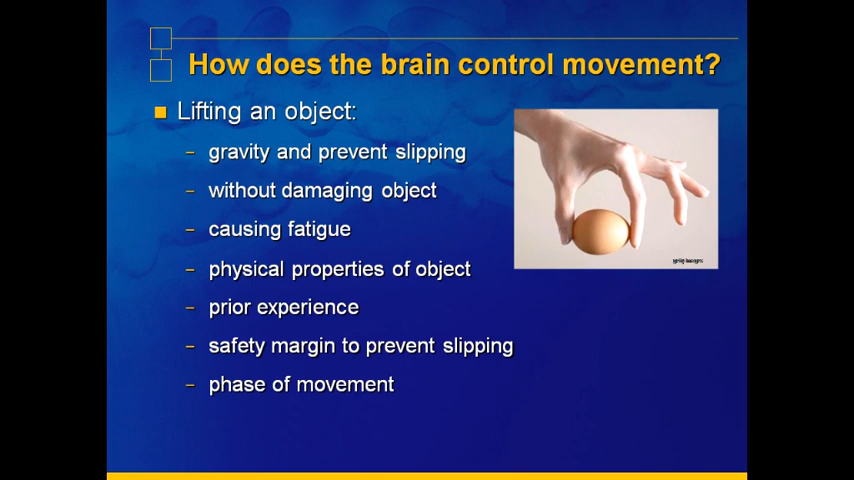 How does the brain control movement?
Lifting an object:
– gravity and prevent slipping
– without damaging object
– causing fatigue
– physical properties of object
– prior experience
– safety margin to prevent slipping
– phase of movement